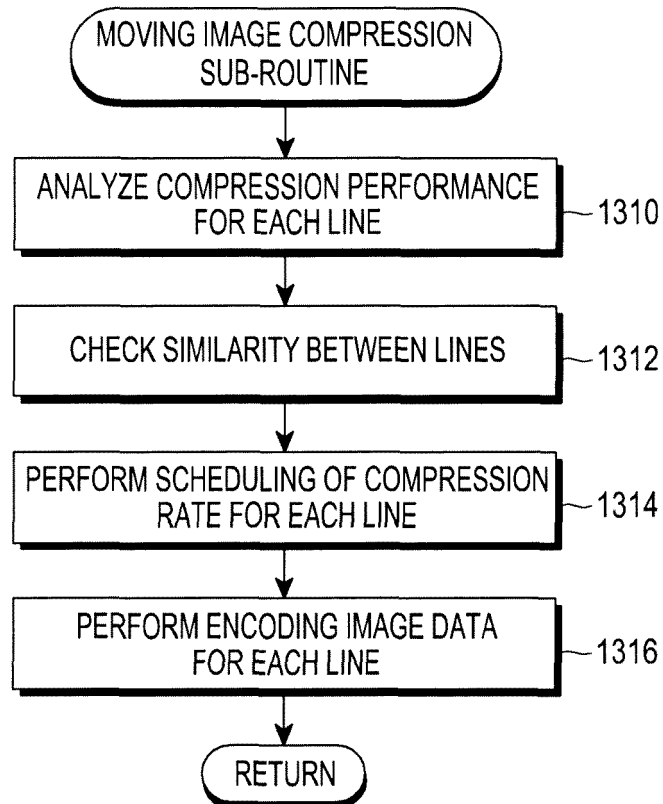 MOVING IMAGE COMPRESSION
SUB-ROUTINE
ANALYZE COMPRESSION PERFORMANCE
FOR EACH LINE
1310
CHECK SIMILARITY BETWEEN LINES
1312
PERFORM SCHEDULING OF COMPRESSION
RATE FOR EACH LINE
1314
PERFORM ENCODING IMAGE DATA
FOR EACH LINE
1316
RETURN